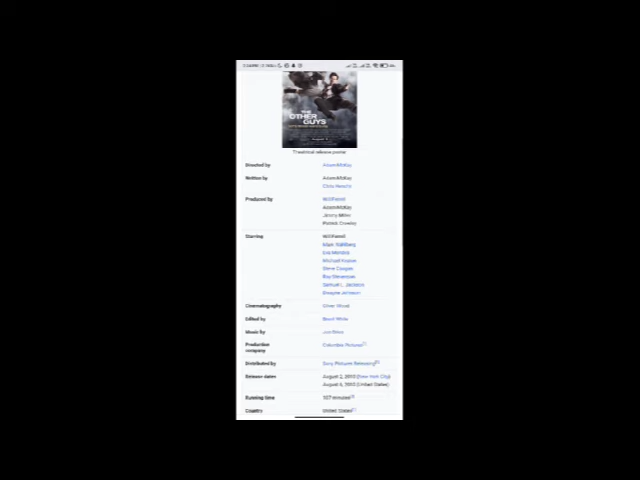 THE
OTHER
GUYS
Theatrical release poster
Directed by Adam McKay
Written by Adam McKay
Chris Henchy
Produced by Will Ferrell
Adam McKay
Jimmy Miller
Patrick Crowley
Starring Will Ferrell
Mark Wahlberg
Eva Mendes
Michael Keaton
Steve Coogan
Ray Stevenson
Samuel L. Jackson
Dwayne Johnson
Cinematography Oliver Wood
Edited by Brent White
Music by Jon Brion
Production Columbia Pictures[1]
company
Distributed by Sony Pictures Releasing
Release dates August 2, 2010 (New York City)
August 6, 2010 (United States)
Running time 107 minutes
Country United States